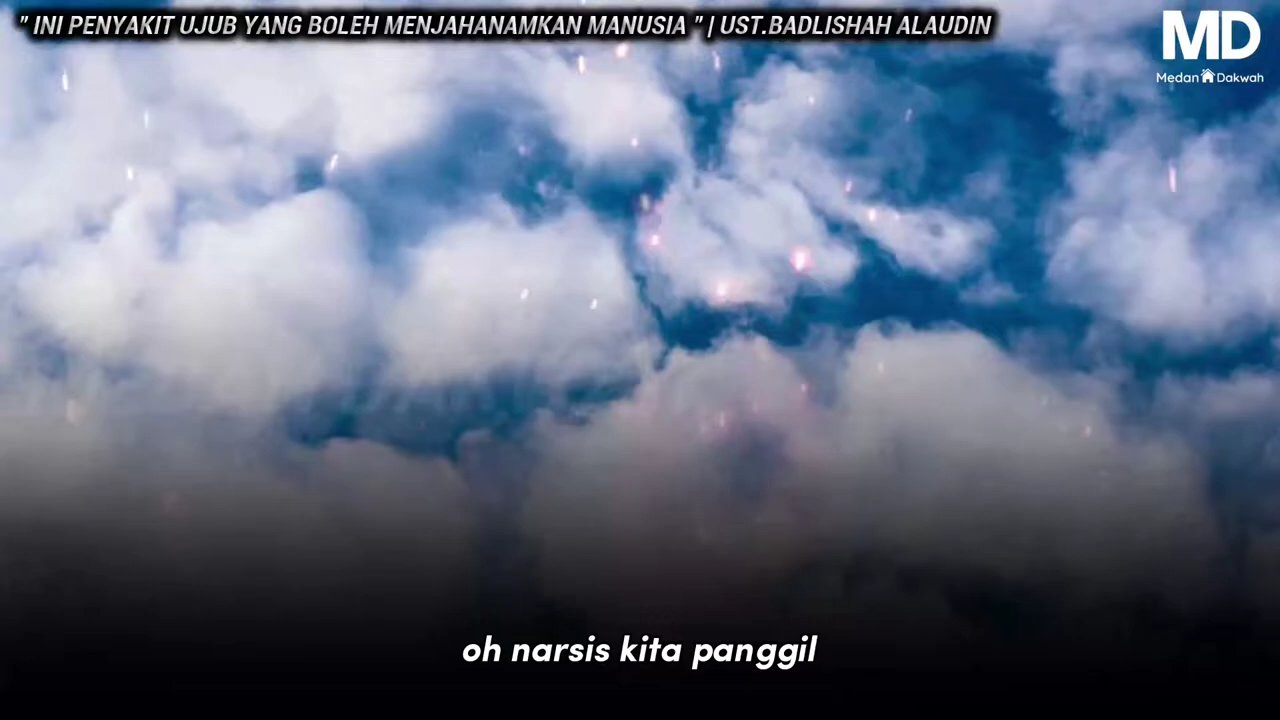 " INI PENYAKIT UJUB YANG BOLEH MENJAHANAMKAN MANUSIA " | UST.BADLISHAH ALAUDIN
MD
Medan Dakwah
oh narsis kita panggil